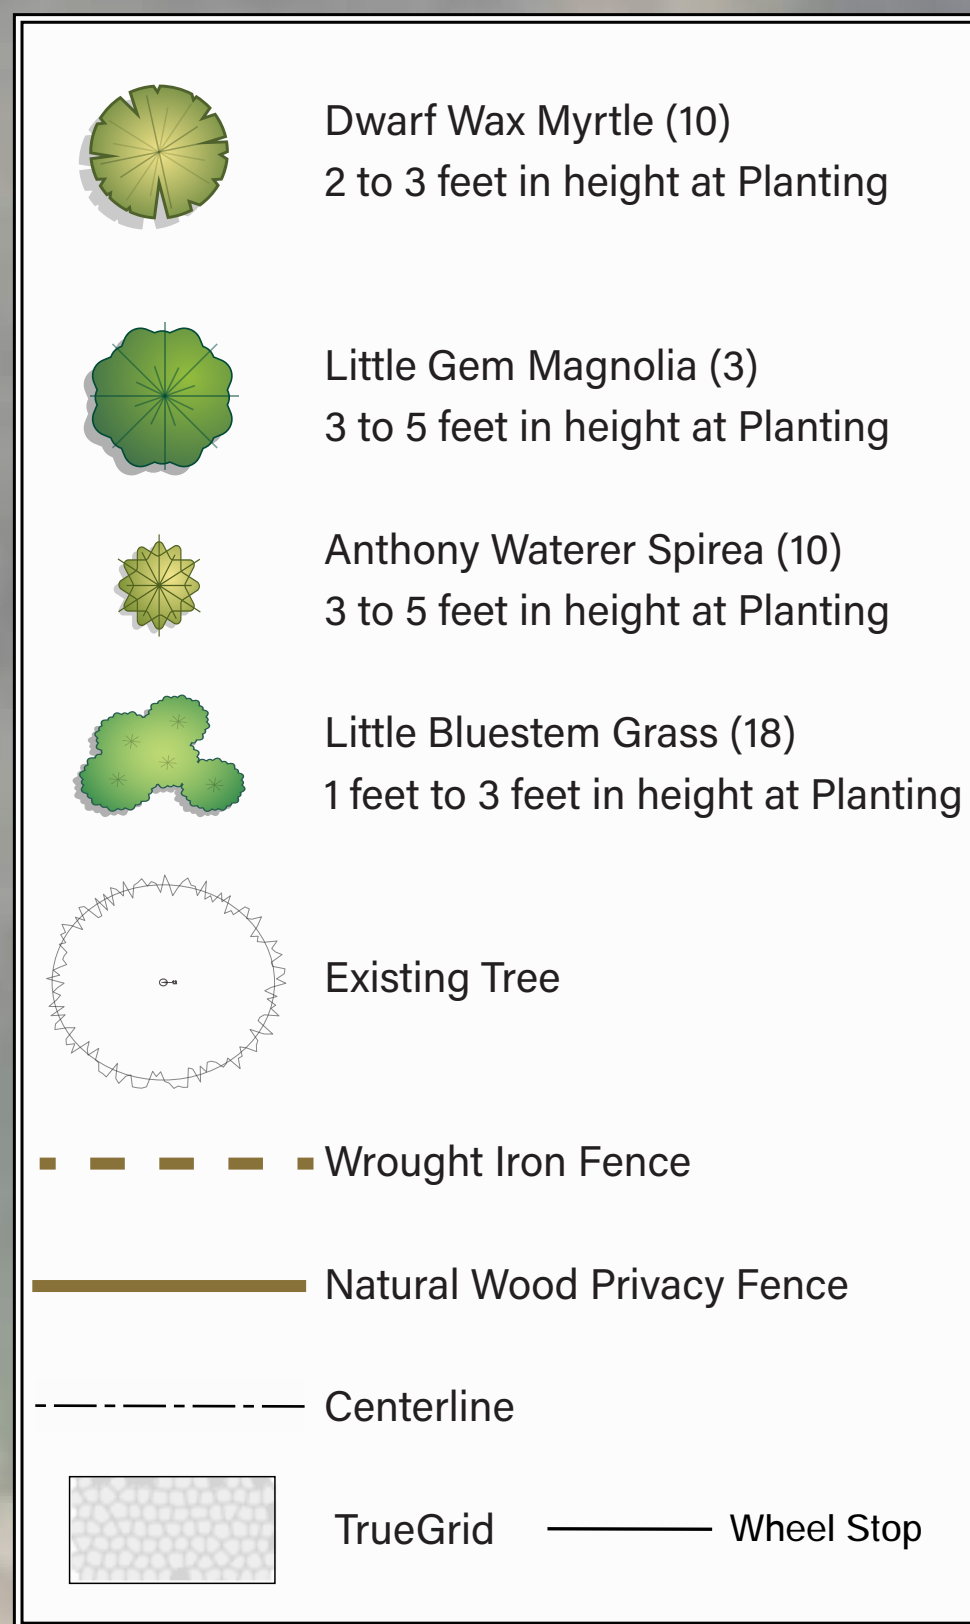 Dwarf Wax Myrtle (10)
2 to 3 feet in height at Planting
Little Gem Magnolia (3)
3 to 5 feet in height at Planting
Anthony Waterer Spirea (10)
3 to 5 feet in height at Planting
Little Bluestem Grass (18)
1 feet to 3 feet in height at Planting
Existing Tree
Wrought Iron Fence
Natural Wood Privacy Fence
Centerline
TrueGrid
Wheel Stop